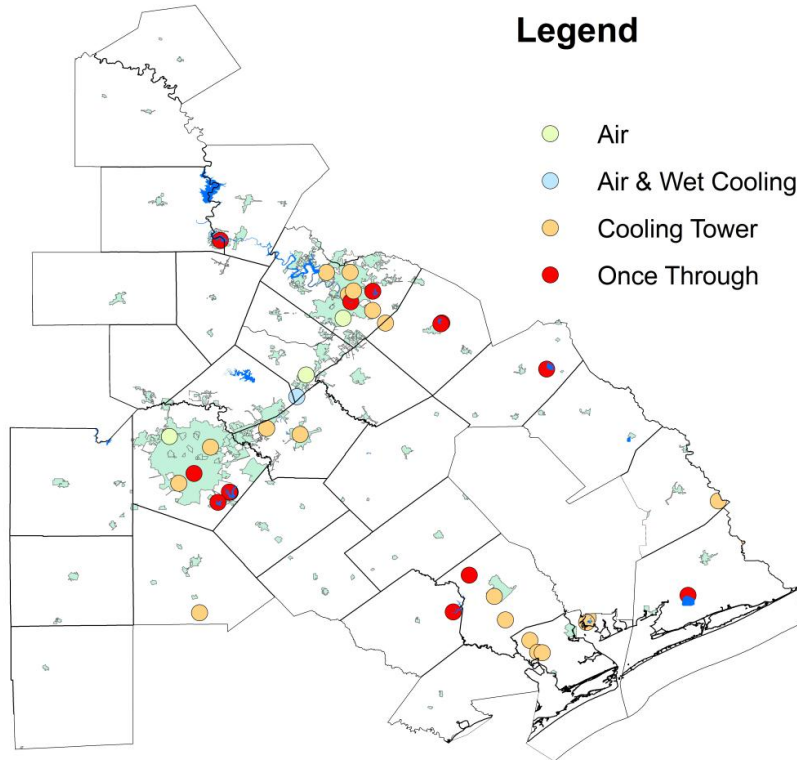 Legend
Air
Air & Wet Cooling
Cooling Tower
Once Through